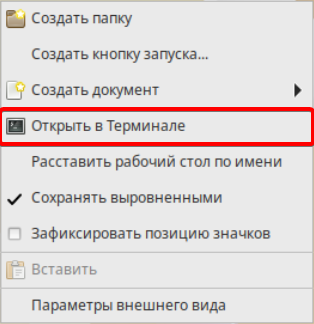 Создать папку
Создать кнопку запуска...
Создать документ
Открыть в Терминале
Расставить рабочий стол по имени
Сохранять выровненными
Зафиксировать позицию значков
Вставить
Параметры внешнего вида